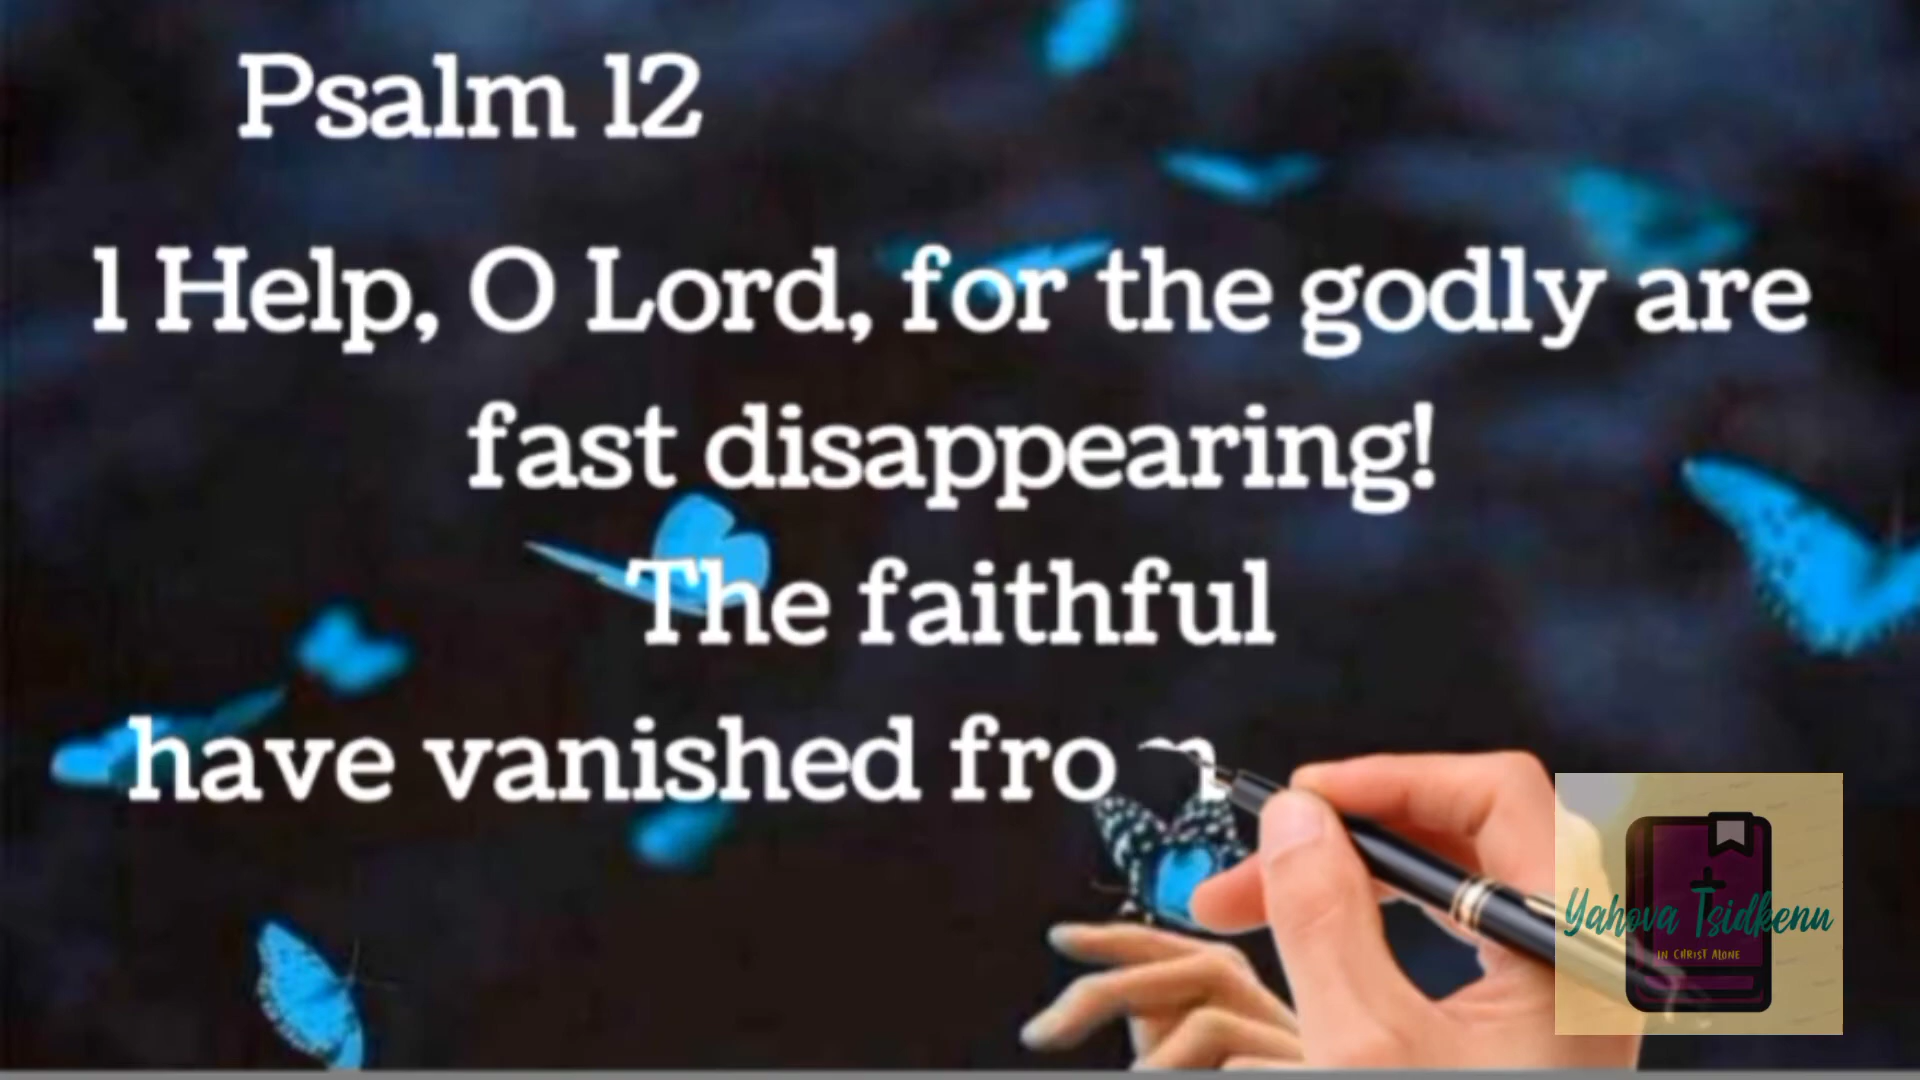 Psalm 12
1 Help, O Lord, for the godly are
fast disappearing!
The faithful
have vanished fro
Yahova Tsidkenu
IN CHRIST ALONE